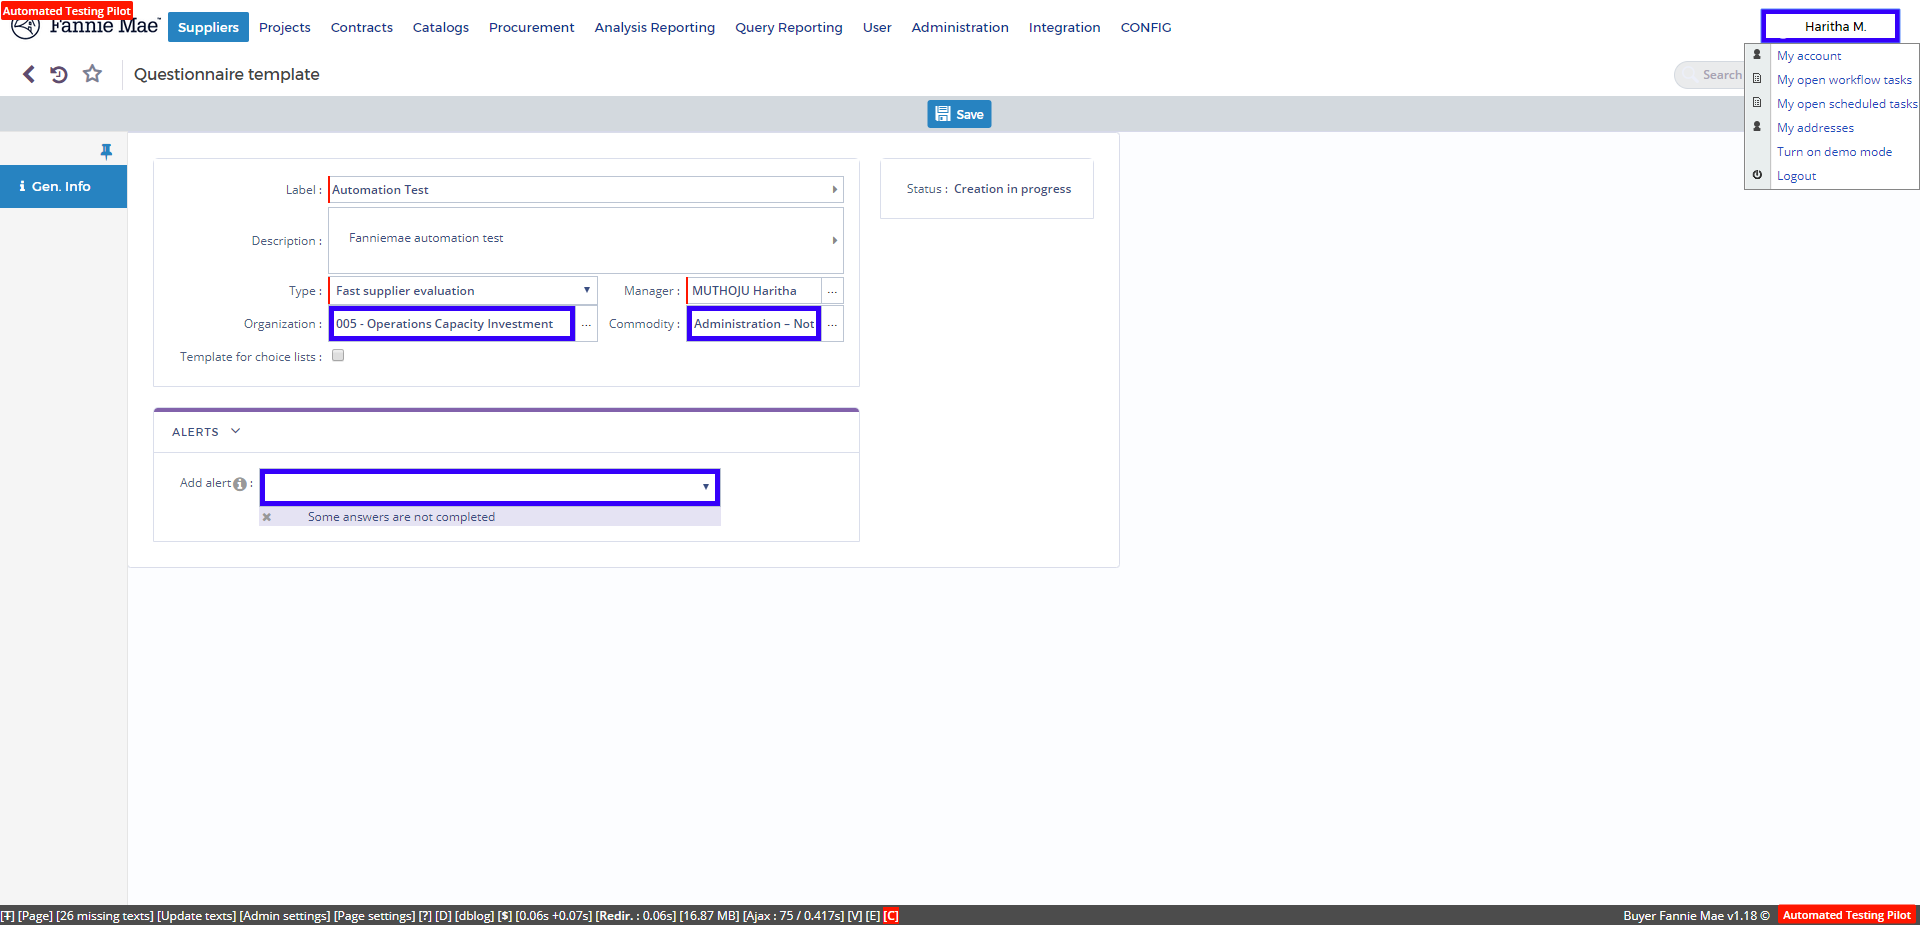 Automated Testing Pilot
Fannie Mae
Suppliers Projects Contracts Catalogs Procurement Analysis Reporting Query Reporting User Administration Integration CONFIG
Haritha M.
My account
My open workflow tasks
My open scheduled tasks
My addresses
Turn on demo mode
Logout
Questionnaire template
Search
Save
Gen. Info
Label : Automation Test
Status : Creation in progress
Description : Fanniemae automation test
Type : Fast supplier evaluation Manager : MUTHOJU Haritha ...
Organization : 005 - Operations Capacity Investment ... Commodity : Administration – Not ...
Template for choice lists :
ALERTS
Add alert :
Some answers are not completed
[T] [Page] [26 missing texts] [Update texts] [Admin settings] [Page settings] [?] [D] [dblog] [$] [0.06s +0.07s] [Redir. : 0.06s] [16.87 MB] [Ajax : 75 / 0.417s] [V] [E] [C]
Buyer Fannie Mae v1.18 © Automated Testing Pilot